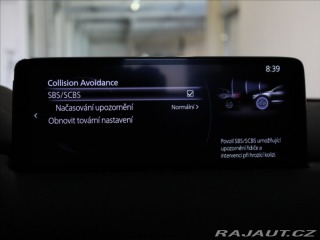 8:39
Collision Avoidance
SBS/SCBS
Načasování upozornění
Normální
Obnovit tovární nastavení
Povolí SBS/SCBS umožňující
upozornění řidiče a
intervenci při hrozící kolizi.
RAJAUT.CZ